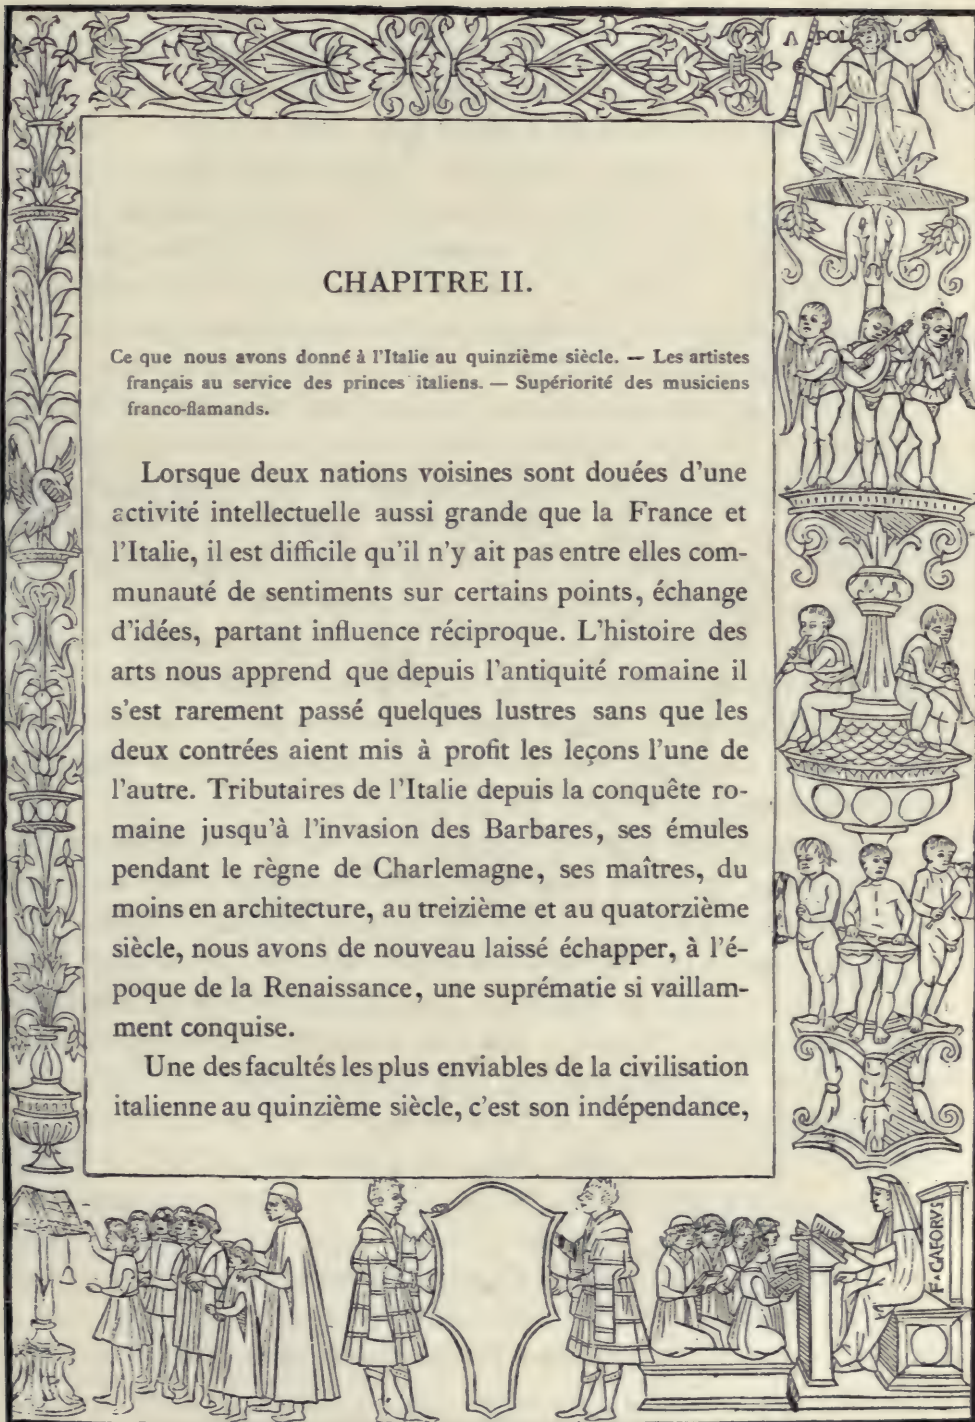 A POLLO
CHAPITRE II.
Ce que nous avons donné à l'Italie au quinzième siècle. — Les artistes
français au service des princes italiens. — Supériorité des musiciens
franco-flamands.
Lorsque deux nations voisines sont douées d'une
activité intellectuelle aussi grande que la France et
l'Italie, il est difficile qu'il n'y ait pas entre elles com-
munauté de sentiments sur certains points, échange
d'idées, partant influence réciproque. L'histoire des
arts nous apprend que depuis l'antiquité romaine il
s'est rarement passé quelques lustres sans que les
deux contrées aient mis à profit les leçons l'une de
l'autre. Tributaires de l'Italie depuis la conquête ro-
maine jusqu'à l'invasion des Barbares, ses émules
pendant le règne de Charlemagne, ses maîtres, du
moins en architecture, au treizième et au quatorzième
siècle, nous avons de nouveau laissé échapper, à l'é-
poque de la Renaissance, une suprématie si vaillam-
ment conquise.
Une des facultés les plus enviables de la civilisation
italienne au quinzième siècle, c'est son indépendance,
F·GAFORVS